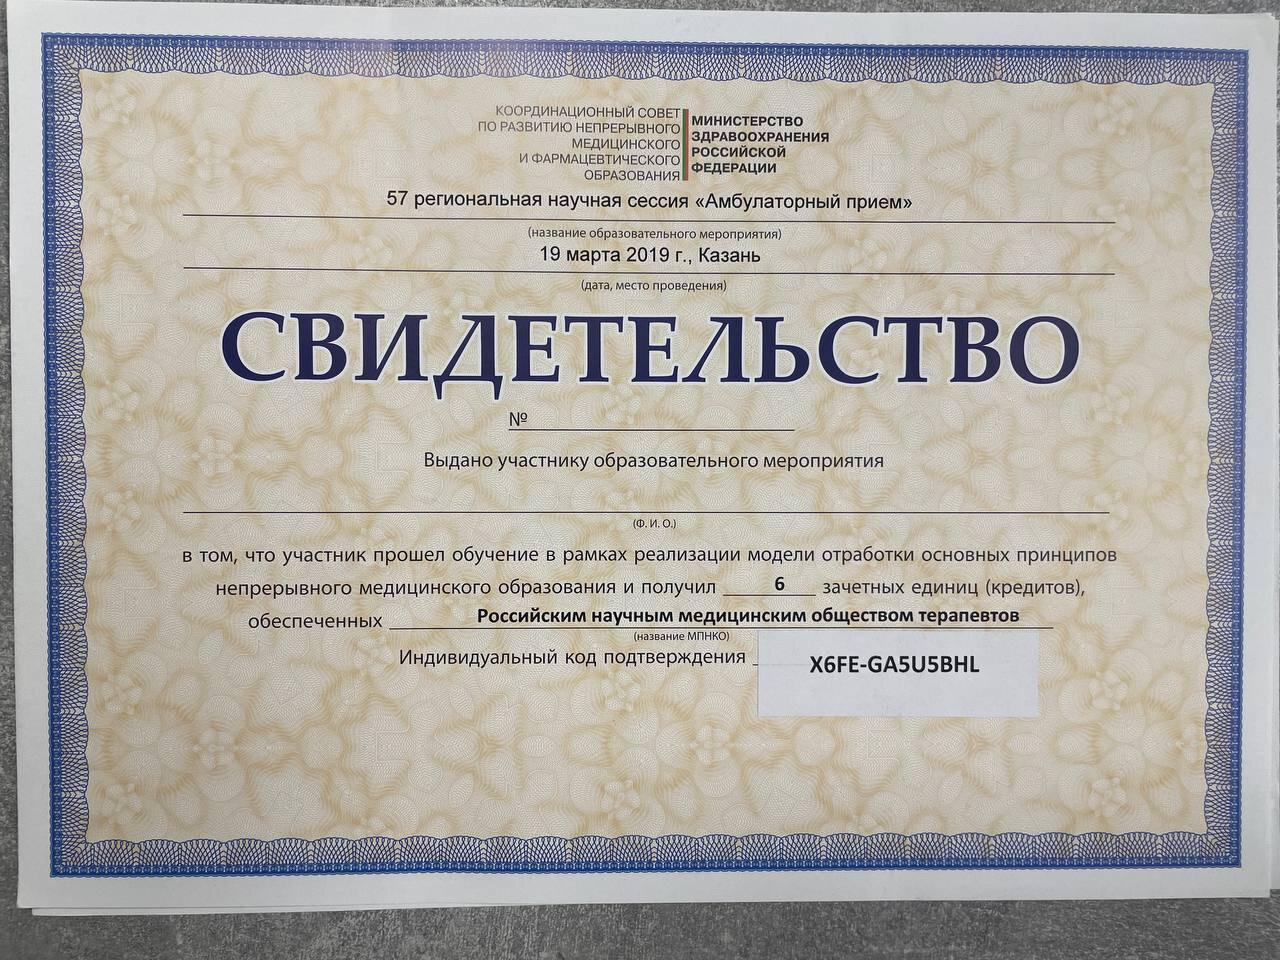 КООРДИНАЦИОННЫЙ СОВЕТ
ПО РАЗВИТИЮ НЕПРЕРЫВНОГО
МЕДИЦИНСКОГО
И ФАРМАЦЕВТИЧЕСКОГО
ОБРАЗОВАНИЯ
МИНИСТЕРСТВО
ЗДРАВООХРАНЕНИЯ
РОССИЙСКОЙ
ФЕДЕРАЦИИ
57 региональная научная сессия «Амбулаторный прием»
(название образовательного мероприятия)
19 марта 2019 г., Казань
(дата, место проведения)
СВИДЕТЕЛЬСТВО
№
Выдано участнику образовательного мероприятия
(Ф. И. О.)
в том, что участник прошел обучение в рамках реализации модели отработки основных принципов
непрерывного медицинского образования и получил 6 зачетных единиц (кредитов),
обеспеченных Российским научным медицинским обществом терапевтов
(название МПНКО)
Индивидуальный код подтверждения X6FE-GA5U5BHL